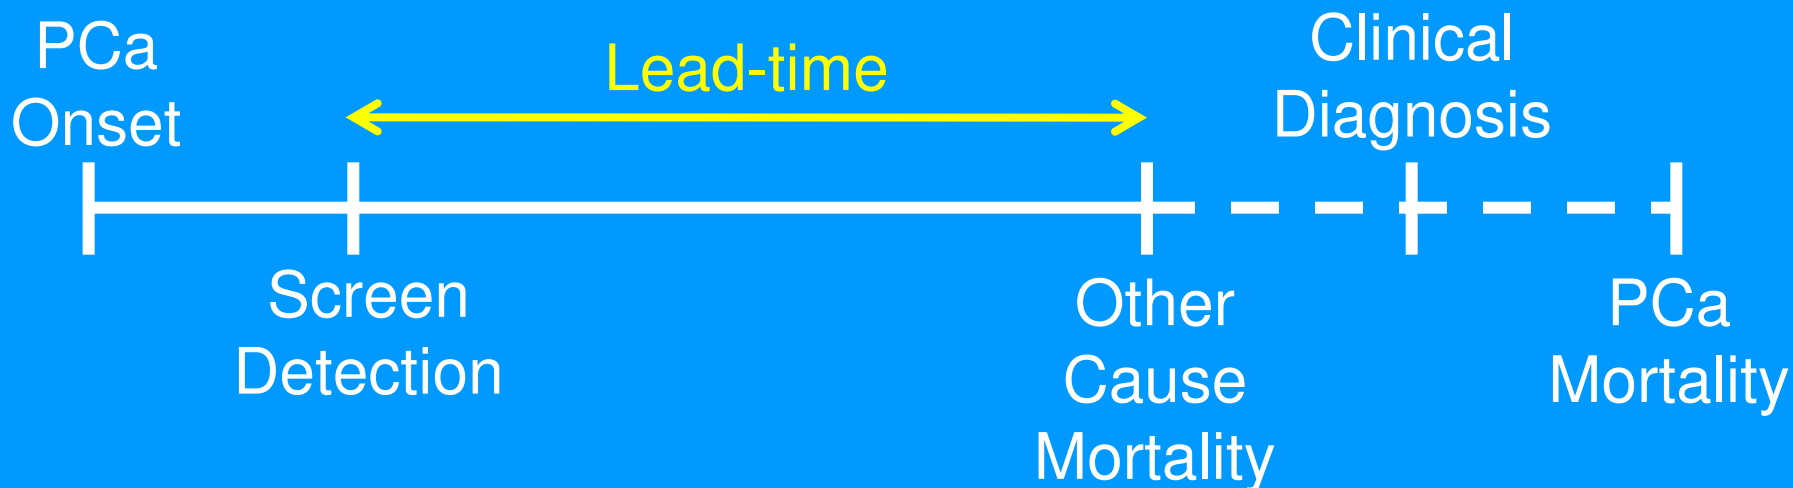 PCa
Onset
Lead-time
Clinical
Diagnosis
Screen
Detection
Other
Cause
Mortality
PCa
Mortality